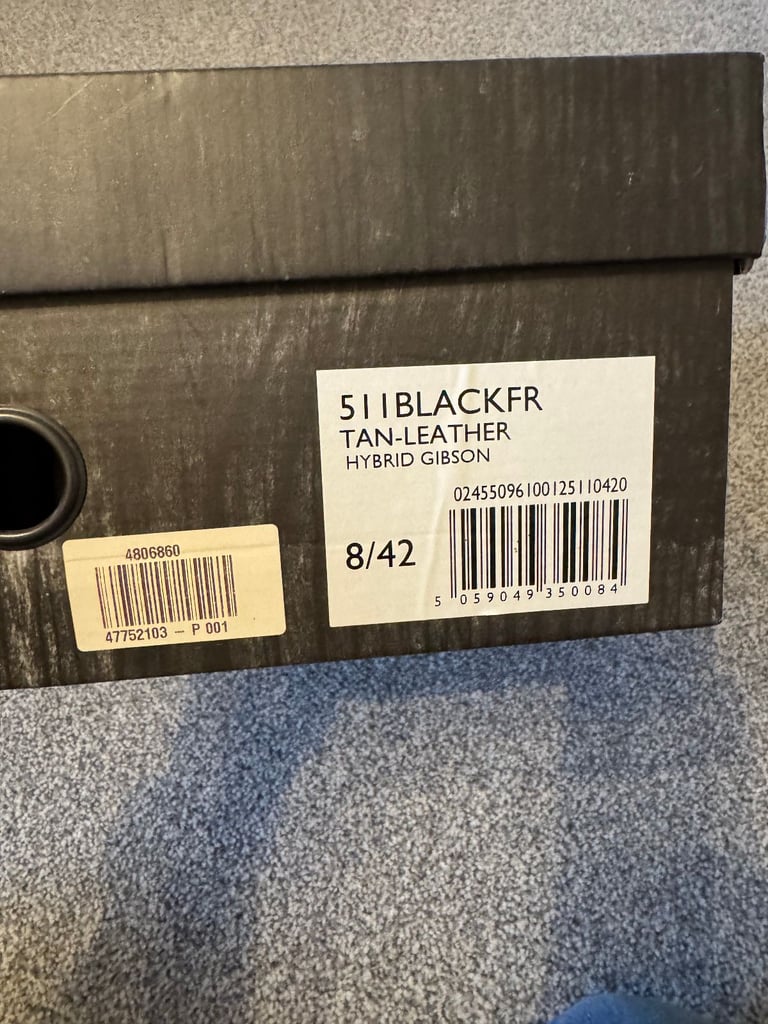 511BLACKFR
TAN-LEATHER
HYBRID GIBSON
02455096100125110420
8/42
5 059049 350084
4806860
47752103 - P 001